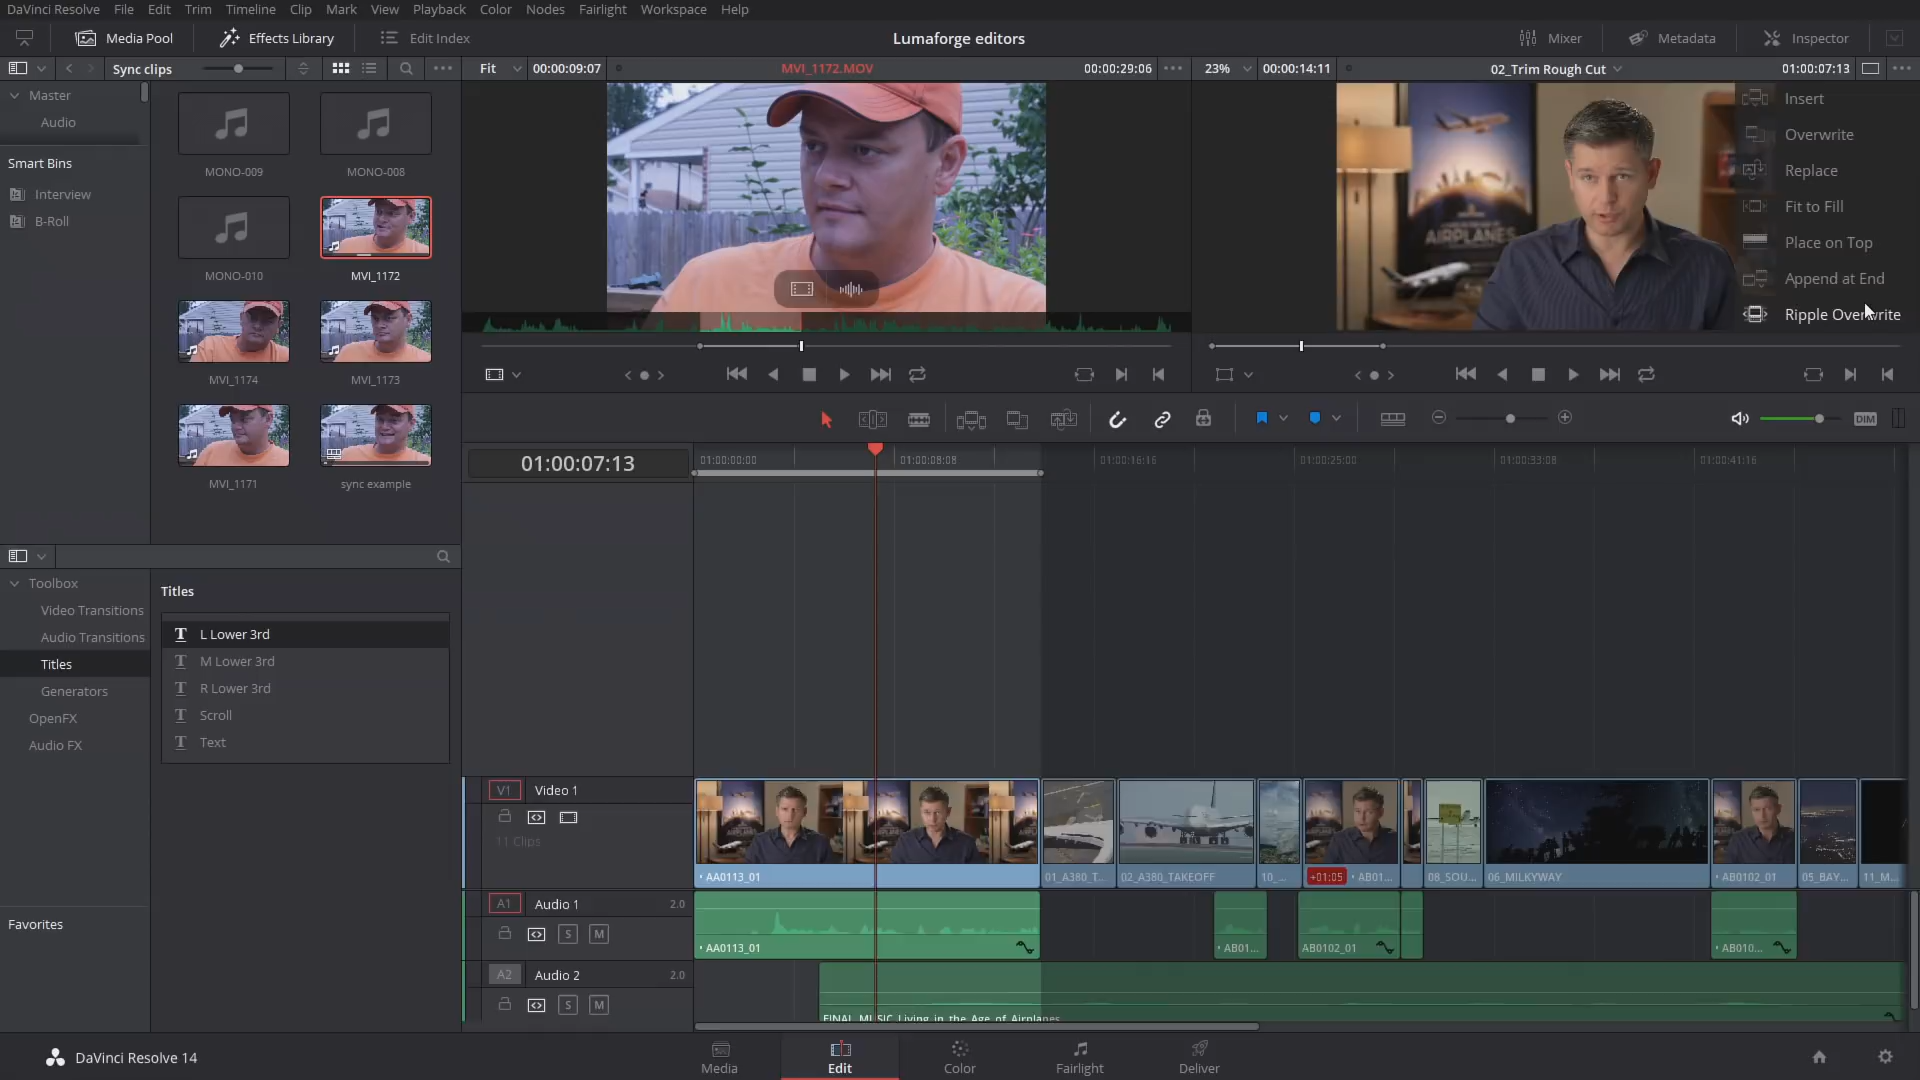 DaVinci Resolve File Edit Trim Timeline Clip Mark View Playback Color Nodes Fairlight Workspace Help
Media Pool Effects Library Edit Index Lumaforge editors Mixer Metadata Inspector
Sync clips Fit 00:00:09:07 MVI_1172.MOV 00:00:29:06 23% 00:00:14:11 02_Trim Rough Cut 01:00:07:13
Master
Audio
Smart Bins
Interview
B-Roll
MONO-009 MONO-008
MONO-010 MVI_1172
MVI_1174 MVI_1173
MVI_1171 sync example
AIRPLANES
Insert
Overwrite
Replace
Fit to Fill
Place on Top
Append at End
Ripple Overwrite
DIM
01:00:07:13 01:00:00:00 01:00:08:08 01:00:16:16 01:00:25:00 01:00:33:08 01:00:41:16
Toolbox
Video Transitions
Audio Transitions
Titles
Generators
OpenFX
Audio FX
Favorites
Titles
L Lower 3rd
M Lower 3rd
R Lower 3rd
Scroll
Text
V1 Video 1
11 Clips
AA0113_01 01_A380_T... 02_A380_TAKEOFF 10_... +01:05 AB01... 08_SOU... 06_MILKYWAY AB0102_01 05_BAY... 11_M...
A1 Audio 1 2.0
S M
AA0113_01 AB01... AB0102_01 AB010...
A2 Audio 2 2.0
S M
FINAL_MUSIC_Living_in_the_Age_of_Airplanes
DaVinci Resolve 14
Media Edit Color Fairlight Deliver